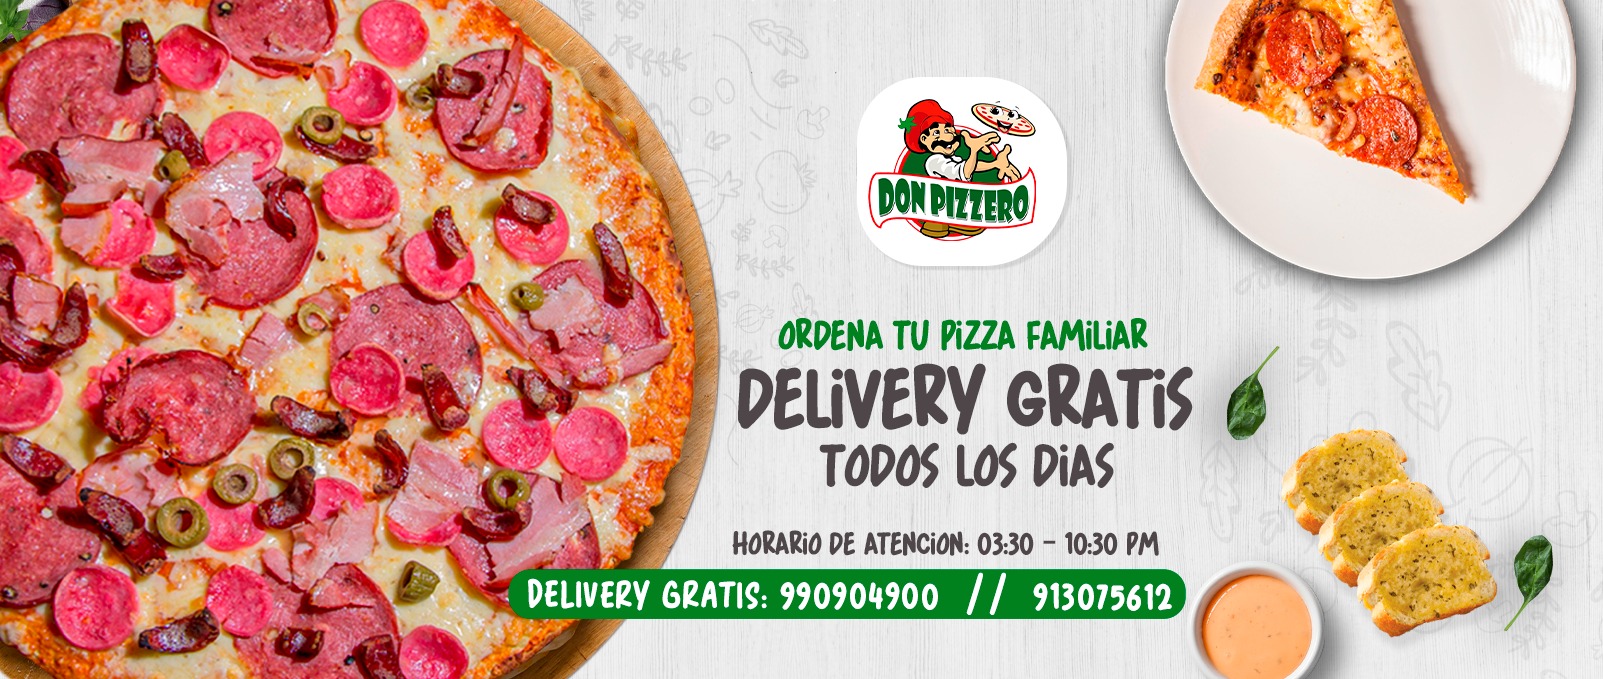 DON PIZZERO
ORDENA TU PIZZA FAMILIAR
DELIVERY GRATIS
TODOS LOS DIAS
HORARIO DE ATENCION: 03:30 - 10:30 PM
DELIVERY GRATIS: 990904900 // 913075612